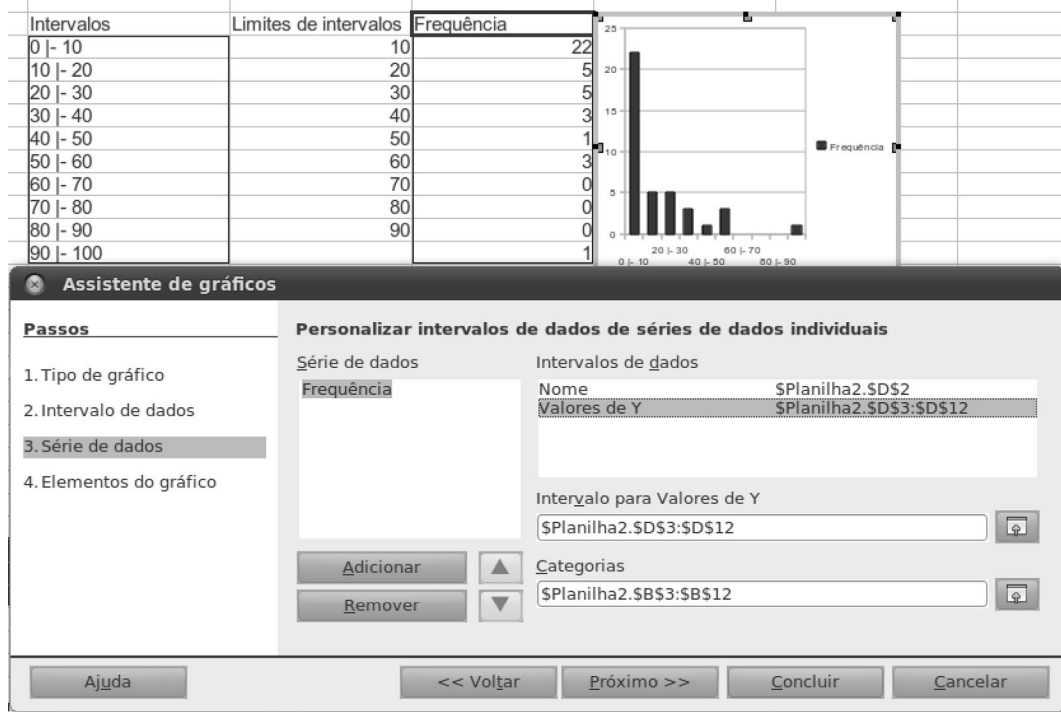 Intervalos Limites de intervalos Frequência
0 |- 10 10 22
10 |- 20 20 5
20 |- 30 30 5
30 |- 40 40 3
40 |- 50 50 1
50 |- 60 60 3
60 |- 70 70 0
70 |- 80 80 0
80 |- 90 90 0
90 |- 100 1
25
20
15
10
5
0
0 |- 10
20 |- 30
40 |- 50
60 |- 70
80 |- 90
Frequência
Assistente de gráficos
Passos
1. Tipo de gráfico
2. Intervalo de dados
3. Série de dados
4. Elementos do gráfico
Personalizar intervalos de dados de séries de dados individuais
Série de dados
Frequência
Adicionar
Remover
Intervalos de dados
Nome $Planilha2.$D$2
Valores de Y $Planilha2.$D$3:$D$12
Intervalo para Valores de Y
$Planilha2.$D$3:$D$12
Categorias
$Planilha2.$B$3:$B$12
Ajuda << Voltar Próximo >> Concluir Cancelar